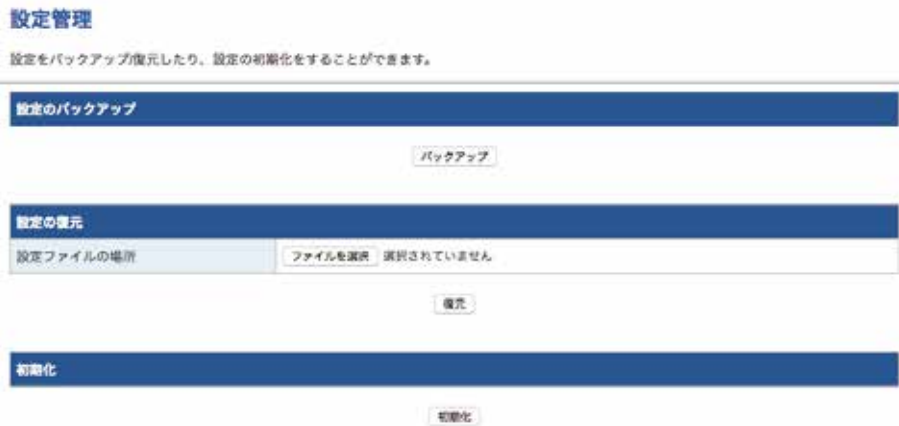 設定管理
設定をバックアップ/復元したり、設定の初期化をすることができます。
設定のバックアップ
バックアップ
設定の復元
設定ファイルの場所 ファイルを選択 選択されていません
復元
初期化
初期化